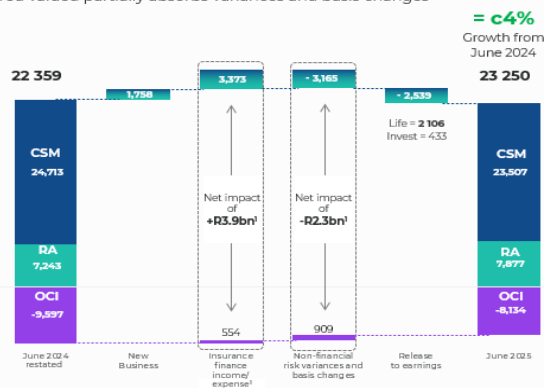 = c4%
Growth from
June 2024
22 359
23 250
1,758
3,373
- 3,165
- 2,539
Life = 2 106
Invest = 433
CSM
24,713
RA
7,243
OCI
-9,597
Net impact
of
+R3.9bn¹
Net impact
of
-R2.3bn¹
554
909
CSM
23,507
RA
7,877
OCI
-8,134
June 2024
restated
New
Business
Insurance
finance
income/
expense¹
Non-financial
risk variances and
basis changes
Release
to earnings
June 2025